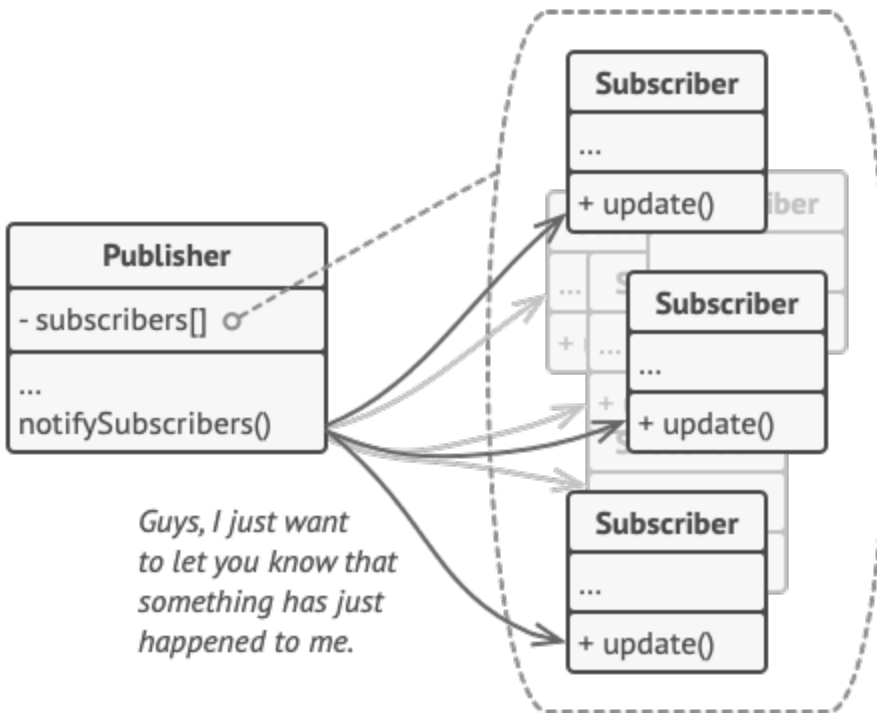 Publisher
- subscribers[]
...
notifySubscribers()
Guys, I just want
to let you know that
something has just
happened to me.
Subscriber
...
+ update()
Subscriber
...
+ update()
Subscriber
...
+ update()
...
+
...
+